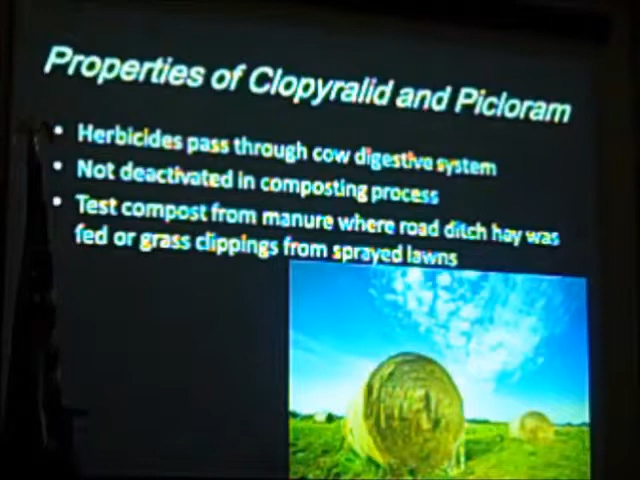 Properties of Clopyralid and Picloram
• Herbicides pass through cow digestive system
• Not deactivated in composting process
• Test compost from manure where road ditch hay was
fed or grass clippings from sprayed lawns